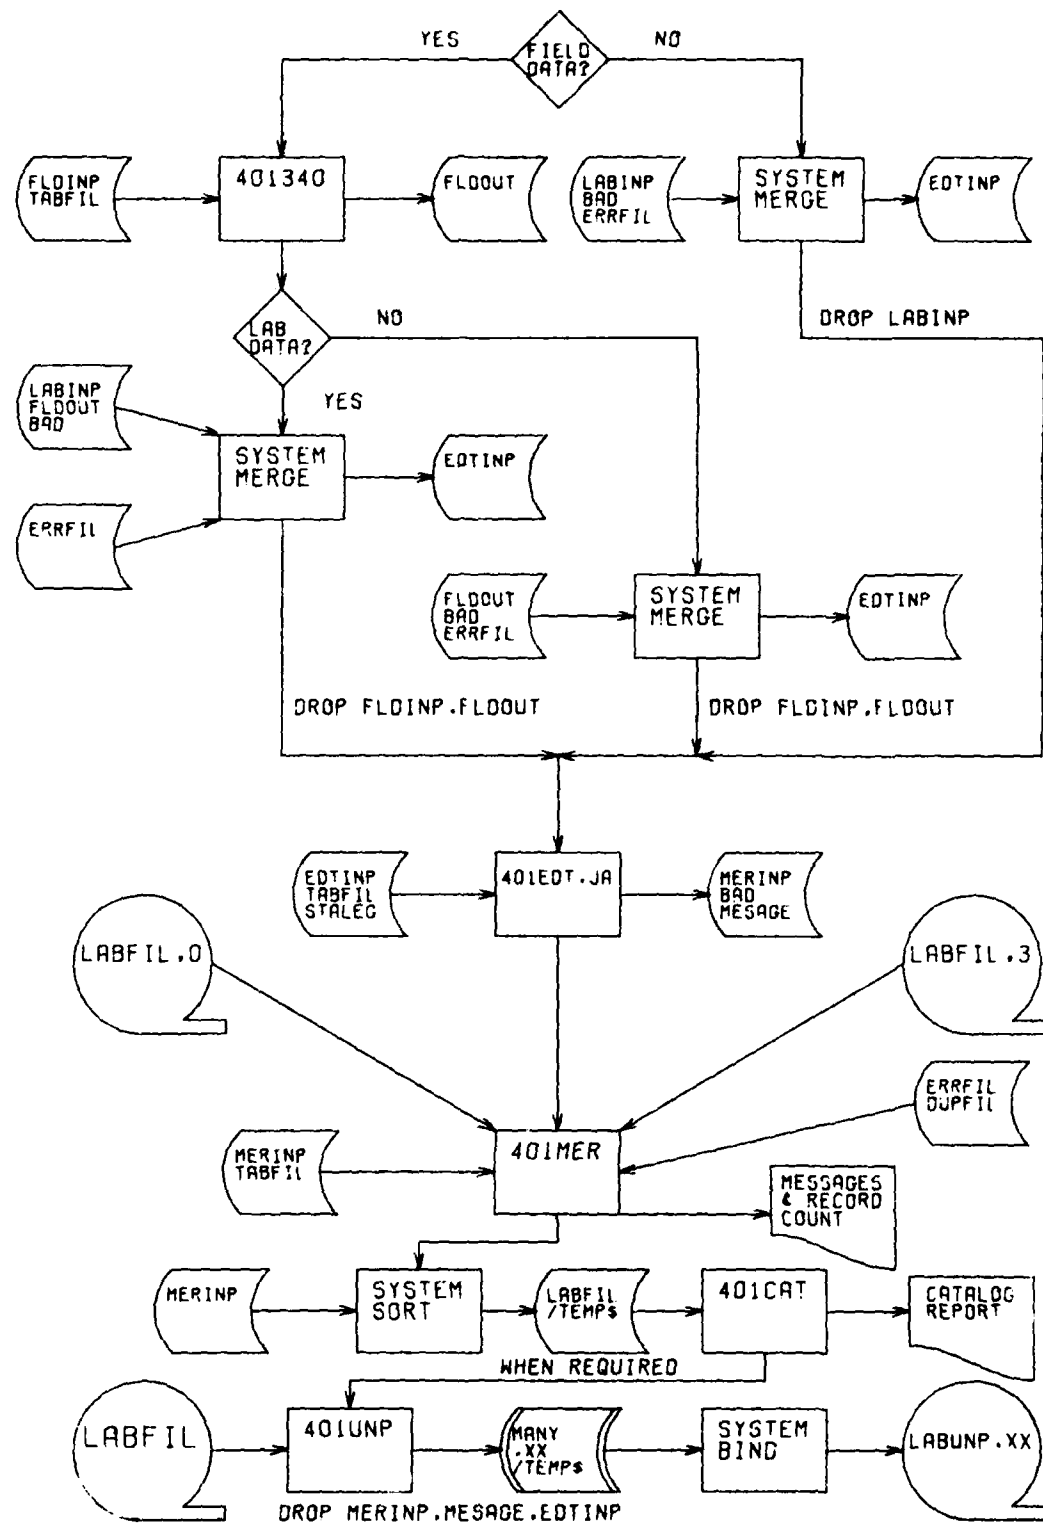 YES
FIELD
DATA?
NO
FLDINP
TABFIL
401340
FLDOUT
LABINP
BAD
ERRFIL
SYSTEM
MERGE
EDTINP
LAB
DATA?
NO
DROP LABINP
LABINP
FLDOUT
BAD
YES
SYSTEM
MERGE
EDTINP
ERRFIL
FLDOUT
BAD
ERRFIL
SYSTEM
MERGE
EDTINP
DROP FLDINP.FLDOUT
DROP FLDINP.FLDOUT
EDTINP
TABFIL
STALEG
401EDT.JA
MERINP
BAD
MESAGE
LABFIL.0
LABFIL.3
ERRFIL
DUPFIL
MERINP
TABFIL
401MER
MESSAGES
& RECORD
COUNT
MERINP
SYSTEM
SORT
LABFIL
/TEMP$
401CAT
CATALOG
REPORT
WHEN REQUIRED
LABFIL
401UNP
MANY
.XX
/TEMP$
SYSTEM
BIND
LABUNP.XX
DROP MERINP.MESAGE.EDTINP